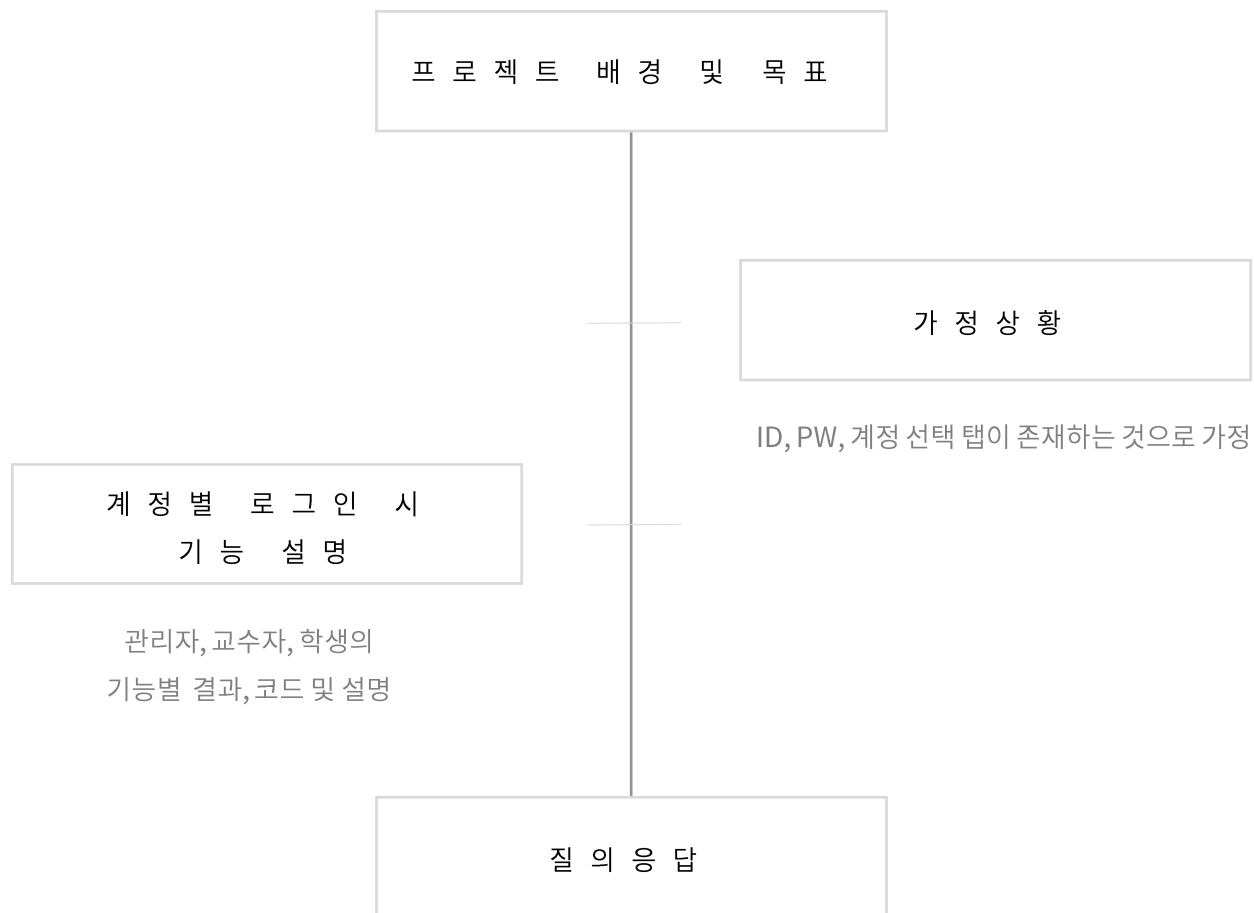 프로젝트 배경 및 목표
가정상황
ID, PW, 계정 선택 탭이 존재하는 것으로 가정
계정별 로그인 시
기능 설명
관리자, 교수자, 학생의
기능별 결과, 코드 및 설명
질의응답